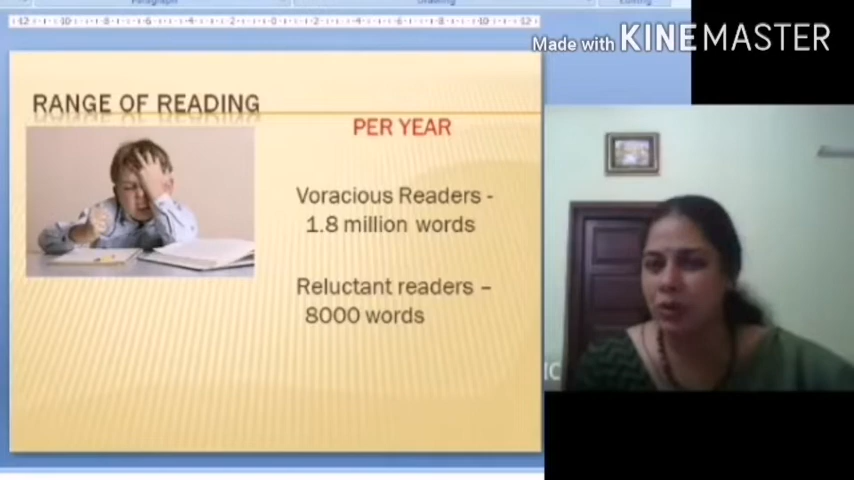 Made with KINEMASTER
RANGE OF READING
PER YEAR
Voracious Readers -
1.8 million words
Reluctant readers –
8000 words